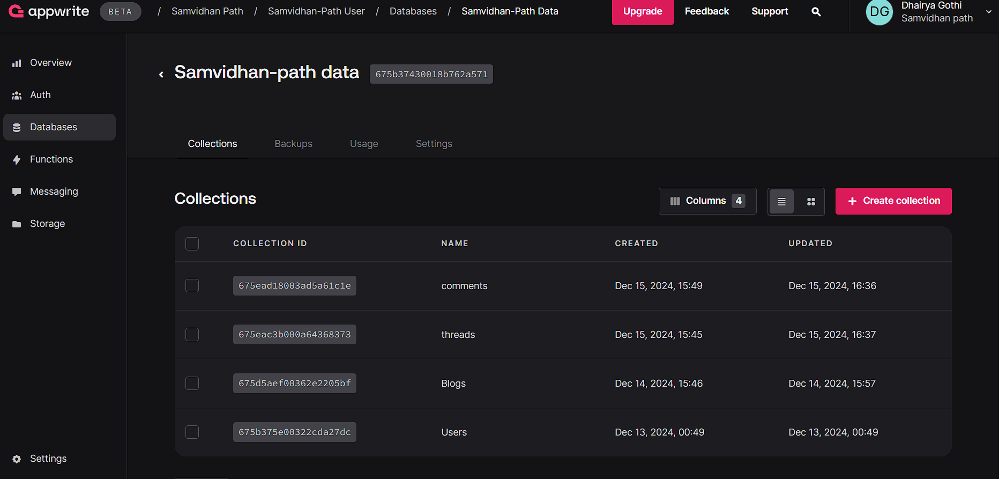 appwrite BETA / Samvidhan Path / Samvidhan-Path User / Databases / Samvidhan-Path Data Upgrade Feedback Support DG Dhairya Gothi
Samvidhan path
Overview
Auth
Databases
Functions
Messaging
Storage
Settings
Samvidhan-path data 675b37430018b762a571
Collections Backups Usage Settings
Collections Columns 4 + Create collection
COLLECTION ID NAME CREATED UPDATED
675ead18003ad5a61c1e comments Dec 15, 2024, 15:49 Dec 15, 2024, 16:36
675eac3b000a64368373 threads Dec 15, 2024, 15:45 Dec 15, 2024, 16:37
675d5aef00362e2205bf Blogs Dec 14, 2024, 15:46 Dec 14, 2024, 15:57
675b375e00322cda27dc Users Dec 13, 2024, 00:49 Dec 13, 2024, 00:49